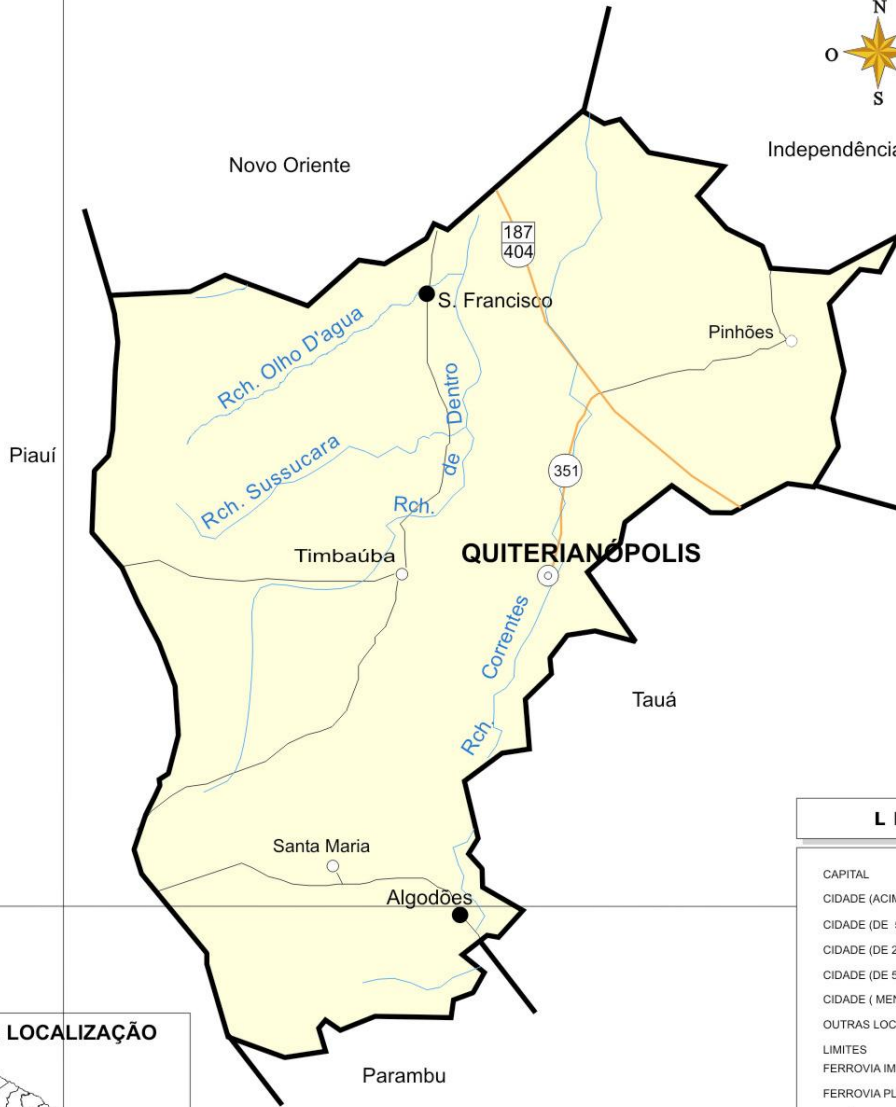 N
O
S
Novo Oriente
Independência
187
404
S. Francisco
Pinhões
Rch. Olho D'agua
Dentro
de
Rch.
Piauí
Rch. Sussucara
351
Timbaúba
QUITERIANÓPOLIS
Correntes
Rch.
Tauá
Santa Maria
Algodões
Parambu
LOCALIZAÇÃO
L
CAPITAL
CIDADE (ACIM
CIDADE (DE
CIDADE (DE 2
CIDADE (DE 5
CIDADE ( MEN
OUTRAS LOC
LIMITES
FERROVIA IM
FERROVIA PL